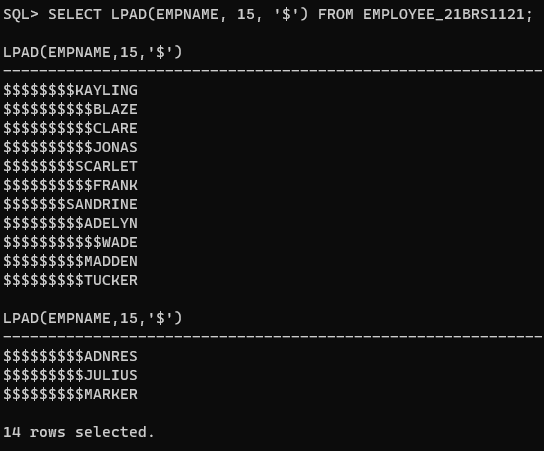 SQL> SELECT LPAD(EMPNAME, 15, '$') FROM EMPLOYEE_21BRS1121;
LPAD(EMPNAME,15,'$')
------------------------------------------------------------
$$$$$$$$KAYLING
$$$$$$$$$$BLAZE
$$$$$$$$$$CLARE
$$$$$$$$$$JONAS
$$$$$$$$SCARLET
$$$$$$$$$$FRANK
$$$$$$$SANDRINE
$$$$$$$$$ADELYN
$$$$$$$$$$$WADE
$$$$$$$$$MADDEN
$$$$$$$$$TUCKER
LPAD(EMPNAME,15,'$')
------------------------------------------------------------
$$$$$$$$$ADNRES
$$$$$$$$$JULIUS
$$$$$$$$$MARKER
14 rows selected.